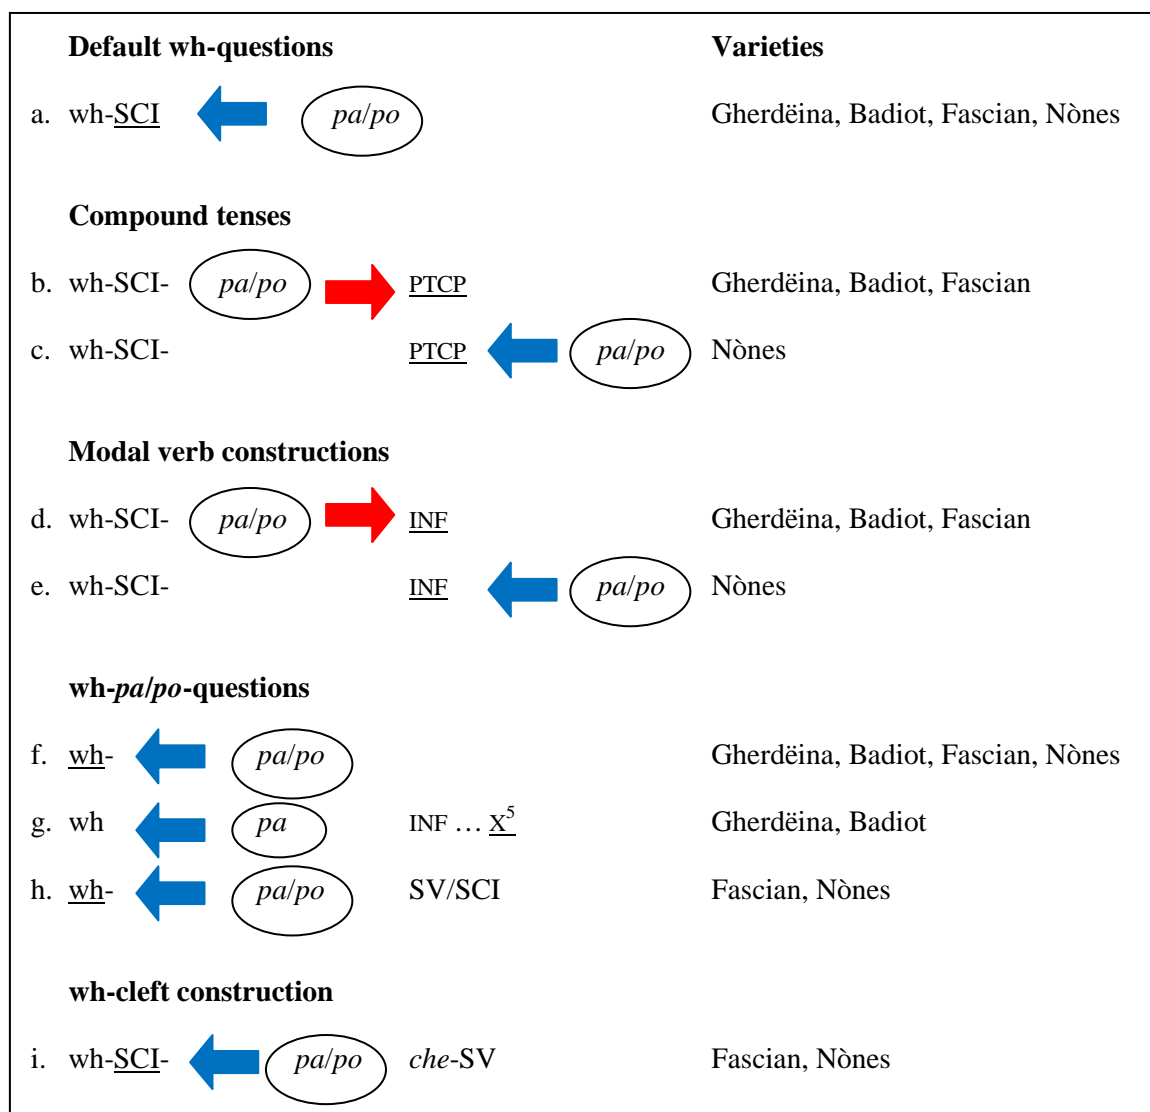 Default wh-questions Varieties
a. wh-SCI pa/po Gherdëina, Badiot, Fascian, Nònes
Compound tenses
b. wh-SCI- pa/po PTCP Gherdëina, Badiot, Fascian
c. wh-SCI- PTCP pa/po Nònes
Modal verb constructions
d. wh-SCI- pa/po INF Gherdëina, Badiot, Fascian
e. wh-SCI- INF pa/po Nònes
wh-pa/po-questions
f. wh- pa/po Gherdëina, Badiot, Fascian, Nònes
g. wh pa INF … X⁵ Gherdëina, Badiot
h. wh- pa/po SV/SCI Fascian, Nònes
wh-cleft construction
i. wh-SCI- pa/po che-SV Fascian, Nònes